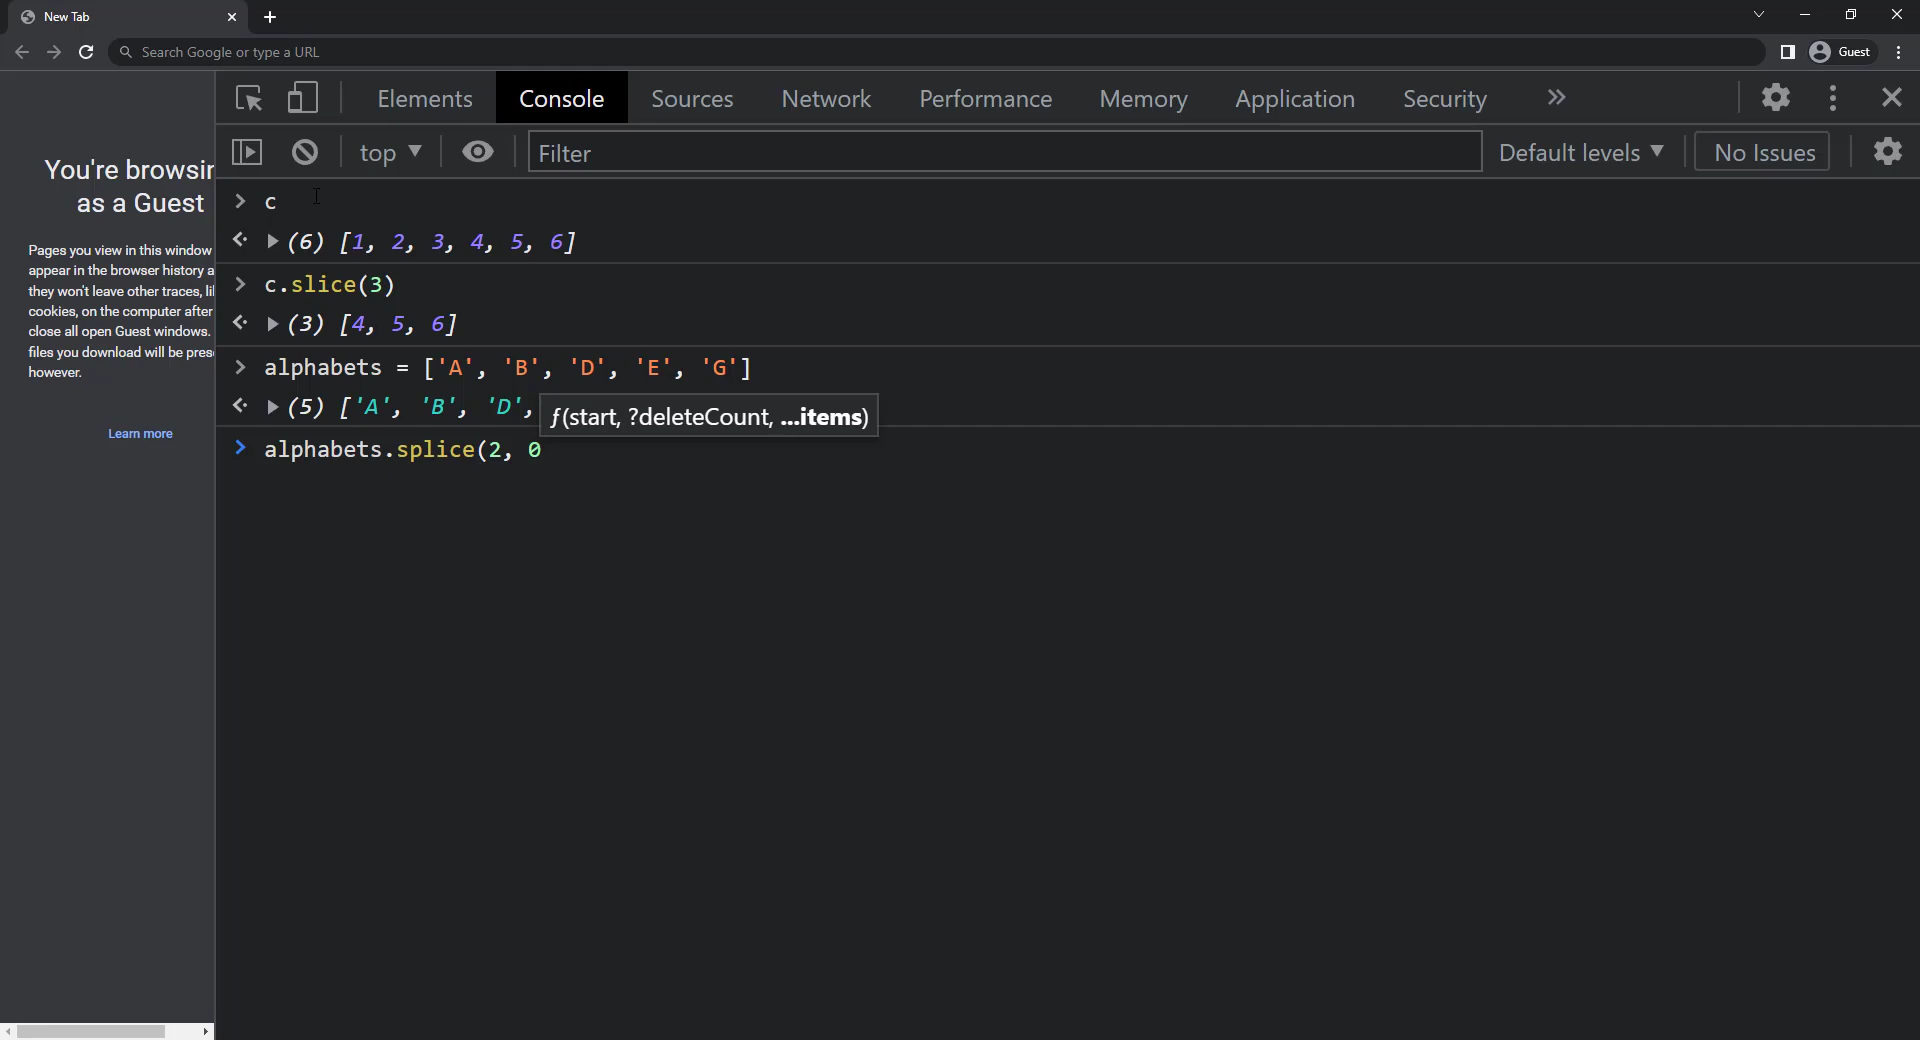 New Tab
Search Google or type a URL
Guest
Elements Console Sources Network Performance Memory Application Security
top Filter Default levels No Issues
You're browsin
as a Guest
Pages you view in this window
appear in the browser history a
they won't leave other traces, li
cookies, on the computer after
close all open Guest windows.
files you download will be pres
however.
Learn more
> c
(6) [1, 2, 3, 4, 5, 6]
> c.slice(3)
(3) [4, 5, 6]
> alphabets = ['A', 'B', 'D', 'E', 'G']
(5) ['A', 'B', 'D',
ƒ(start, ?deleteCount, ...items)
> alphabets.splice(2, 0